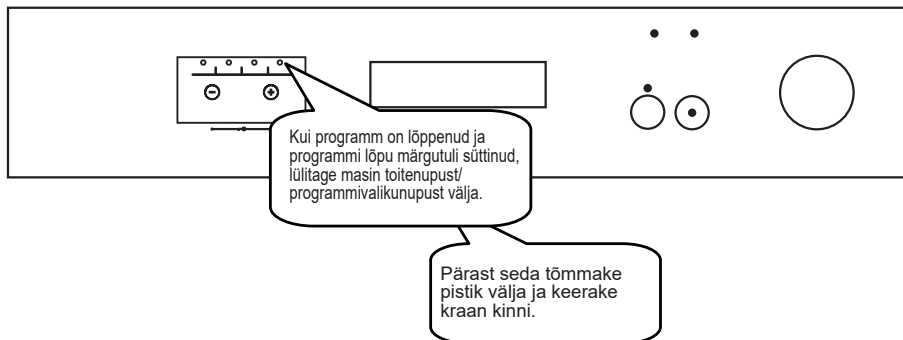 Kui programm on lõppenud ja
programmi lõpu märgutuli süttinud,
lülitage masin toitenupust/
programmivalikunupust välja.
Pärast seda tõmmake
pistik välja ja keerake
kraan kinni.